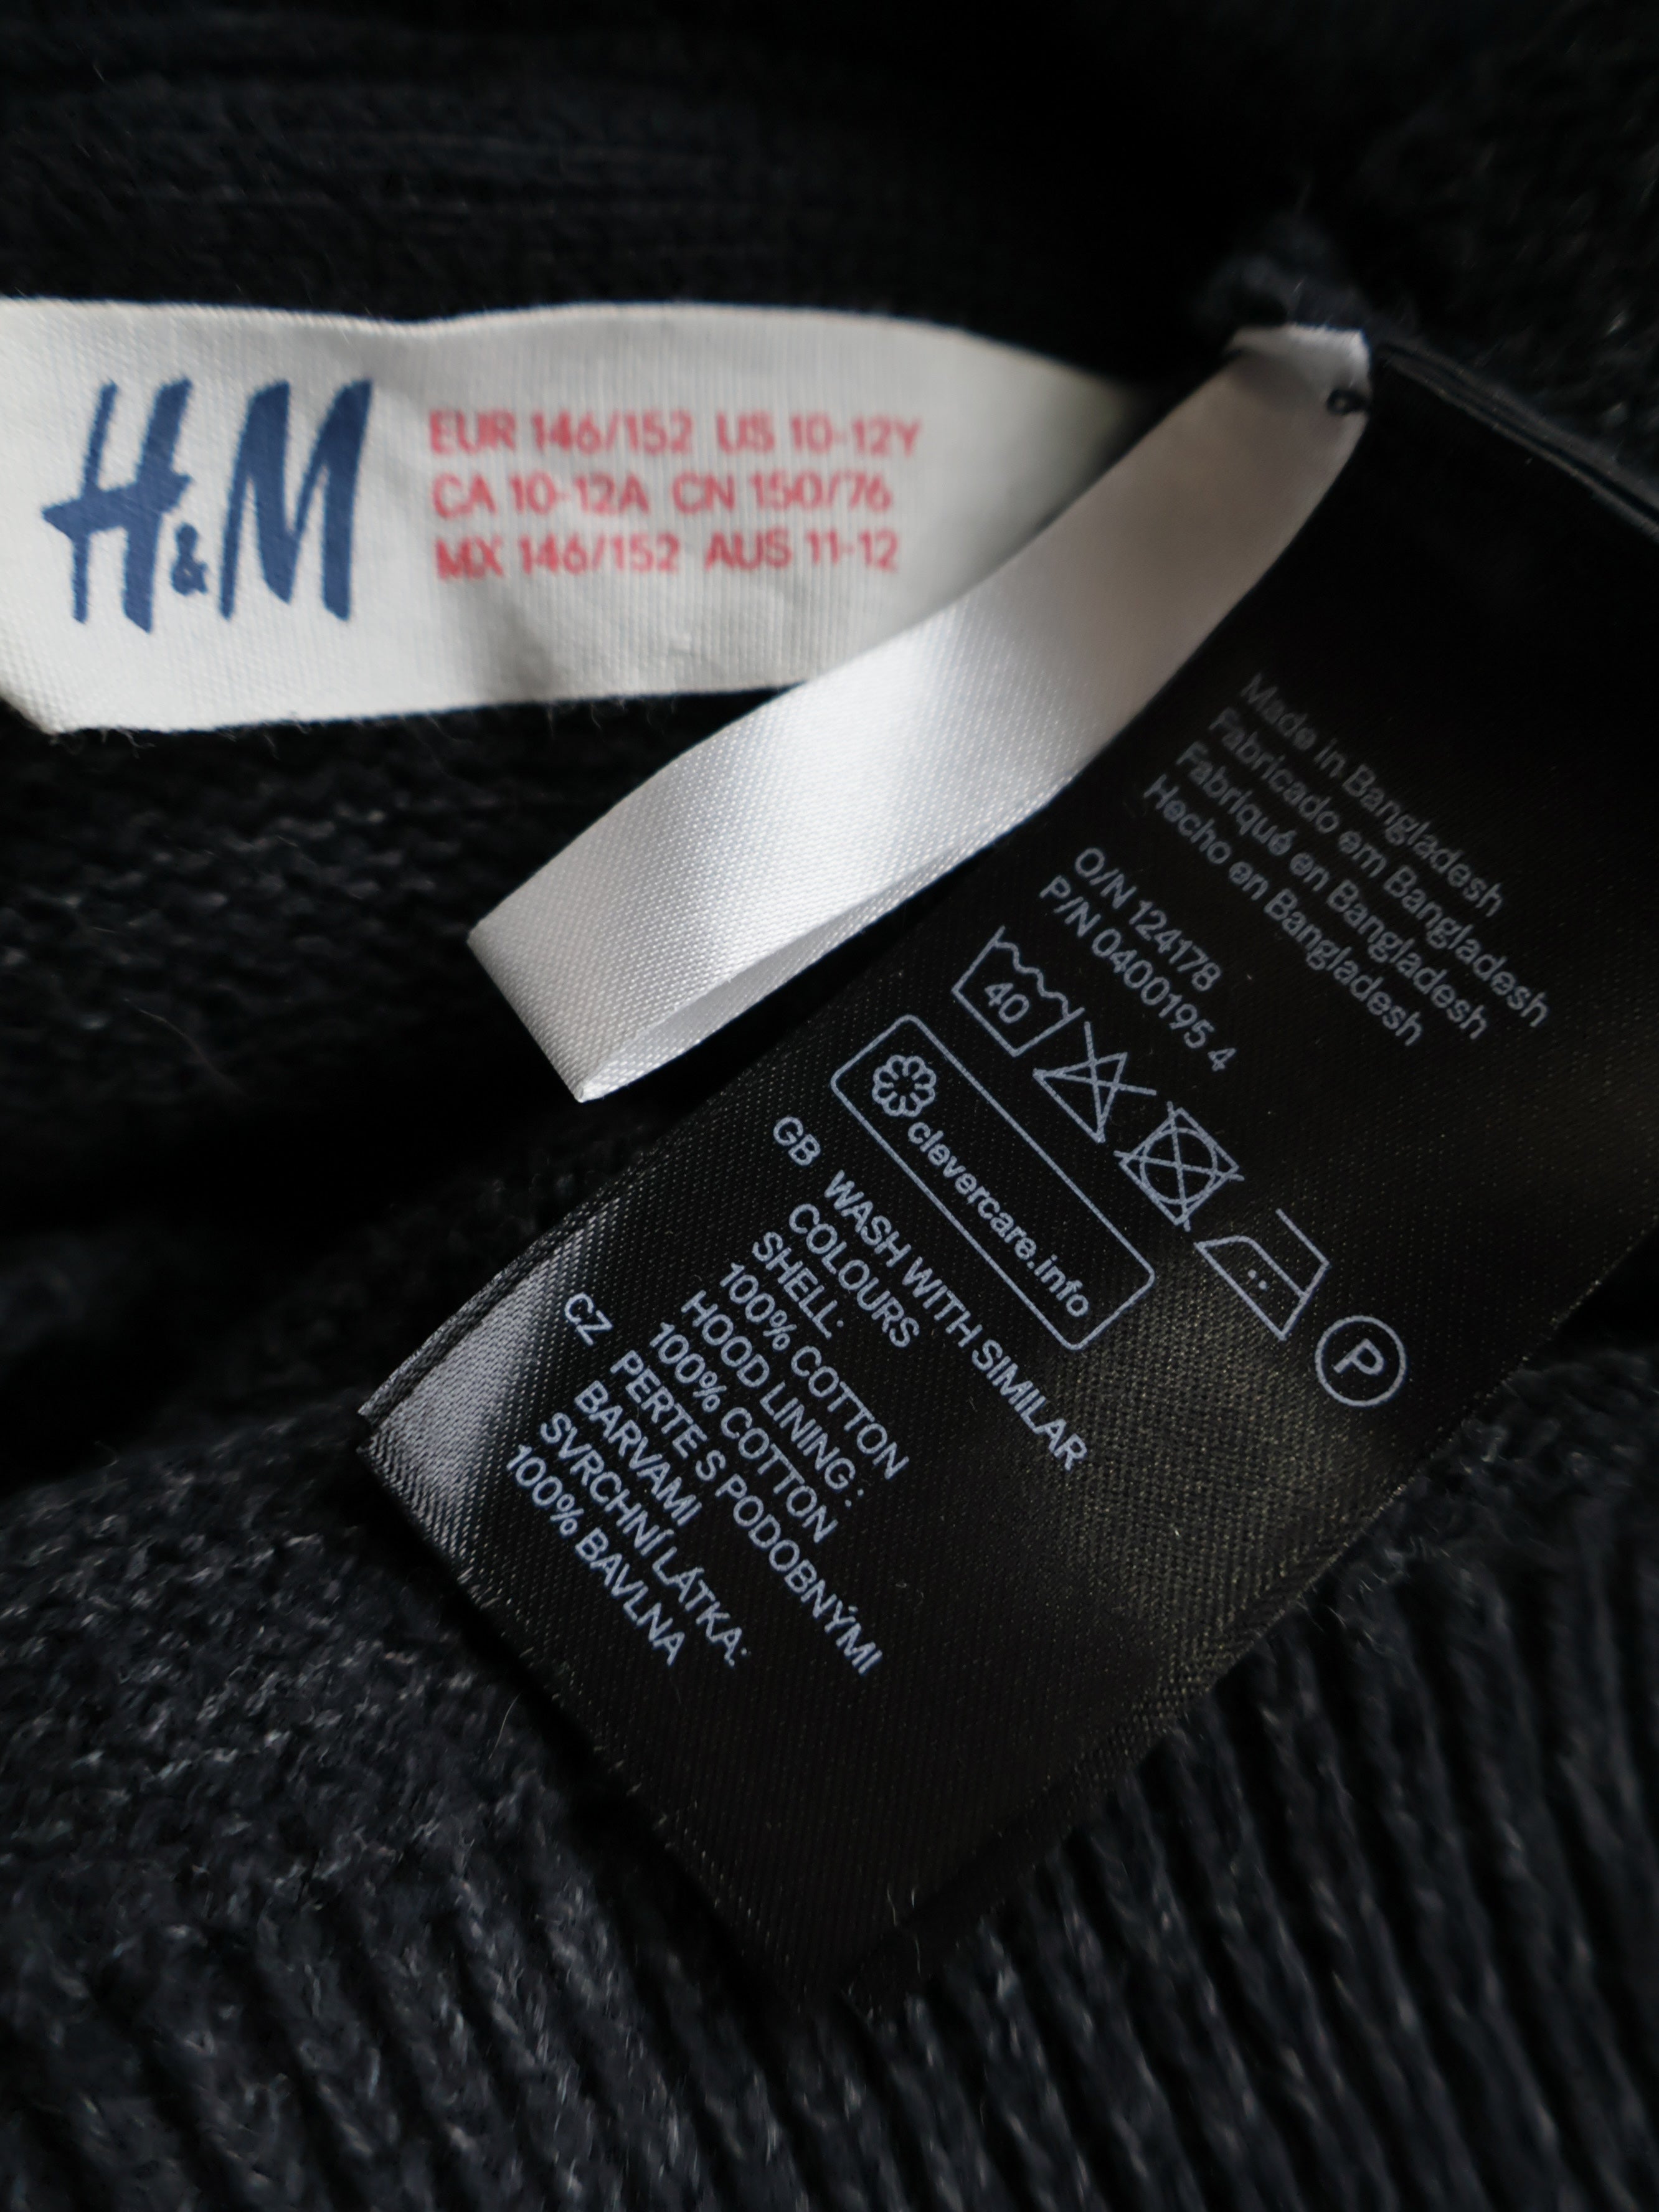 H&M
EUR 146/152 US 10-12Y
CA 10-12A CN 150/76
MX 146/152 AUS 11-12
Made in Bangladesh
Fabricado em Bangladesh
Fabriqué en Bangladesh
Hecho en Bangladesh
O/N 124178
P/N 0400195 4
40
P
clevercare.info
GB WASH WITH SIMILAR
COLOURS
SHELL:
100% COTTON
HOOD LINING :
100% COTTON
CZ PERTE S PODOBNÝMI
BARVAMI
SVRCHNÍ LÁTKA:
100% BAVLNA